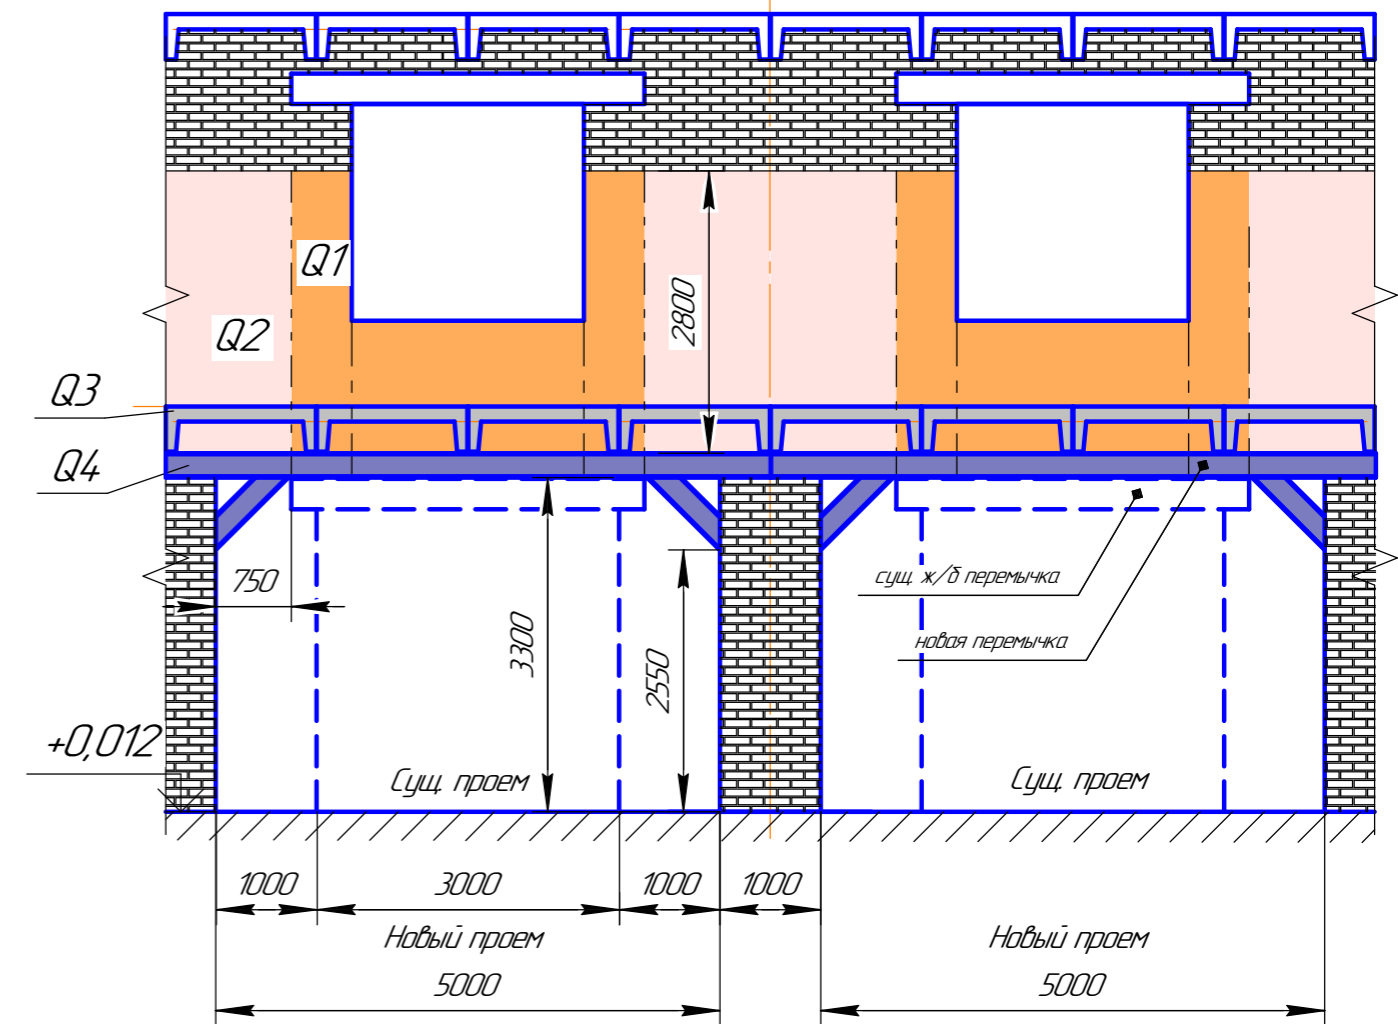 Q1
Q2
2800
Q3
Q4
750
3300
2550
сущ. ж/б перемычка
новая перемычка
+0,012
Сущ. проем
Сущ. проем
1000
3000
1000
1000
Новый проем
Новый проем
5000
5000